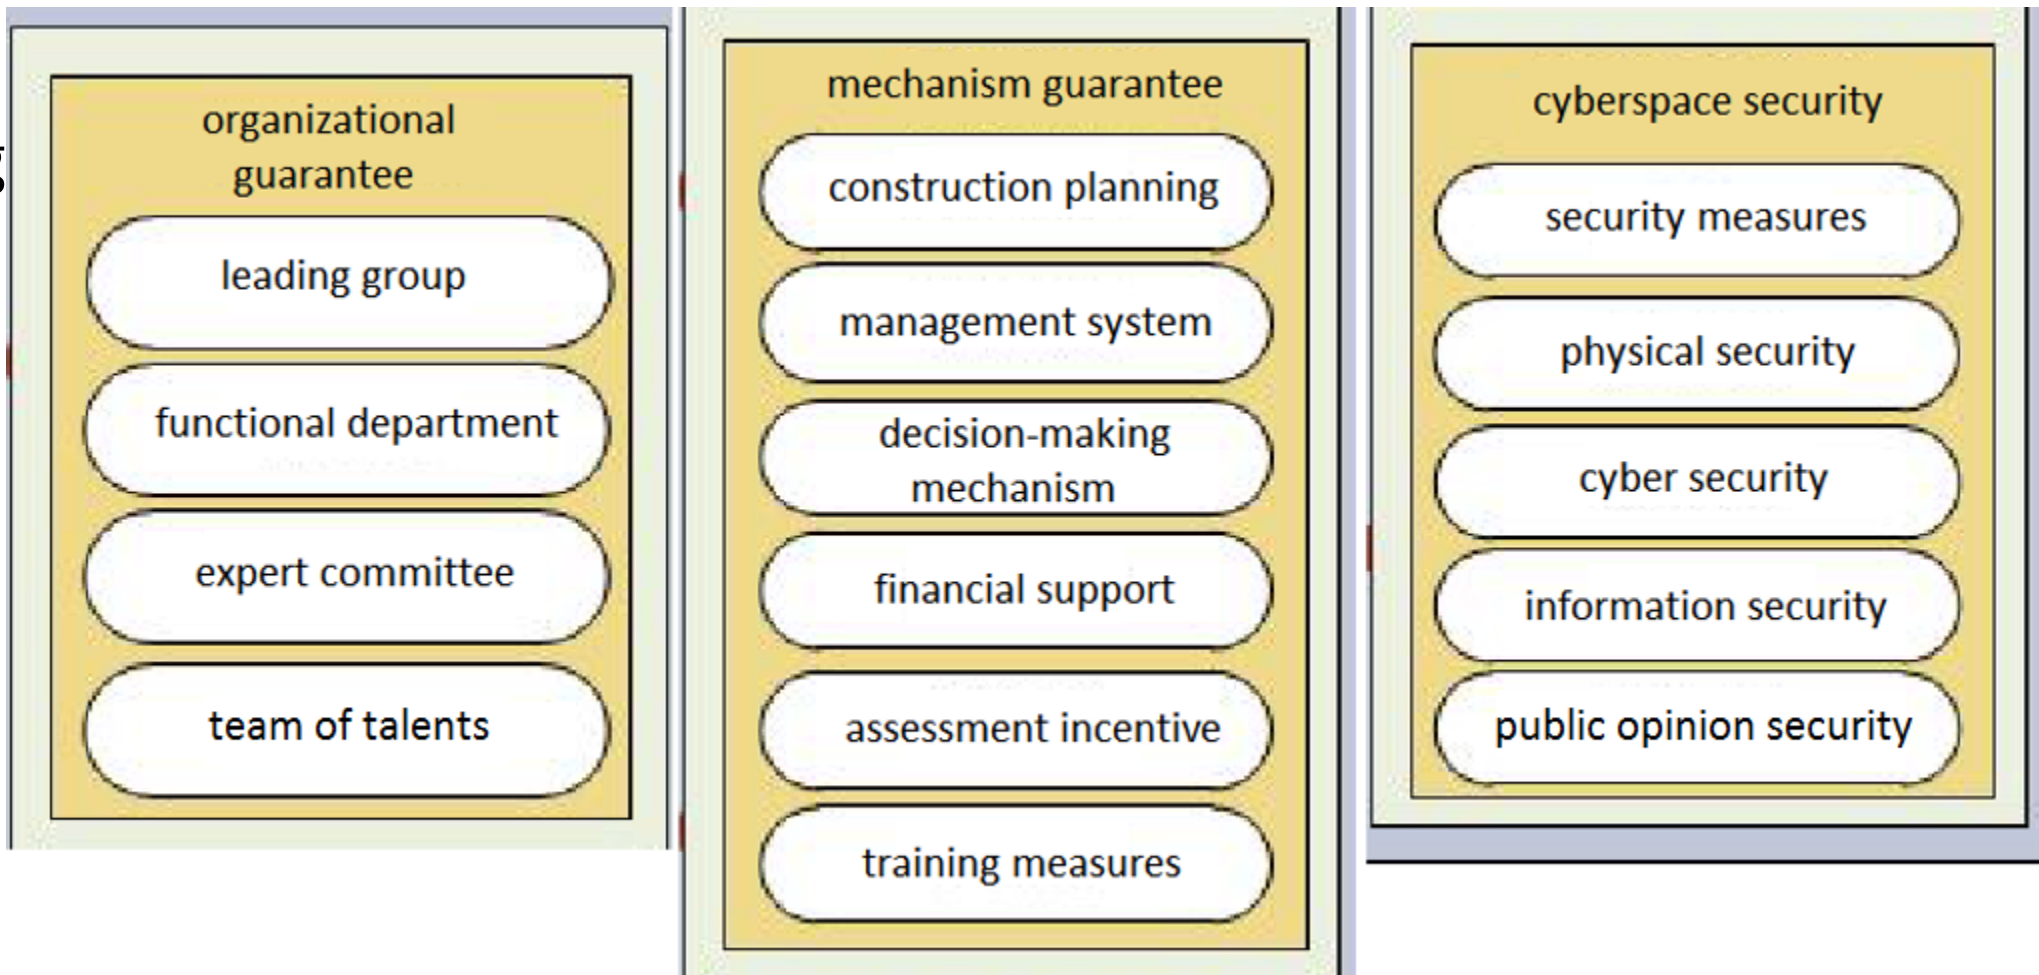 organizational
guarantee
leading group
functional department
expert committee
team of talents
mechanism guarantee
construction planning
management system
decision-making
mechanism
financial support
assessment incentive
training measures
cyberspace security
security measures
physical security
cyber security
information security
public opinion security